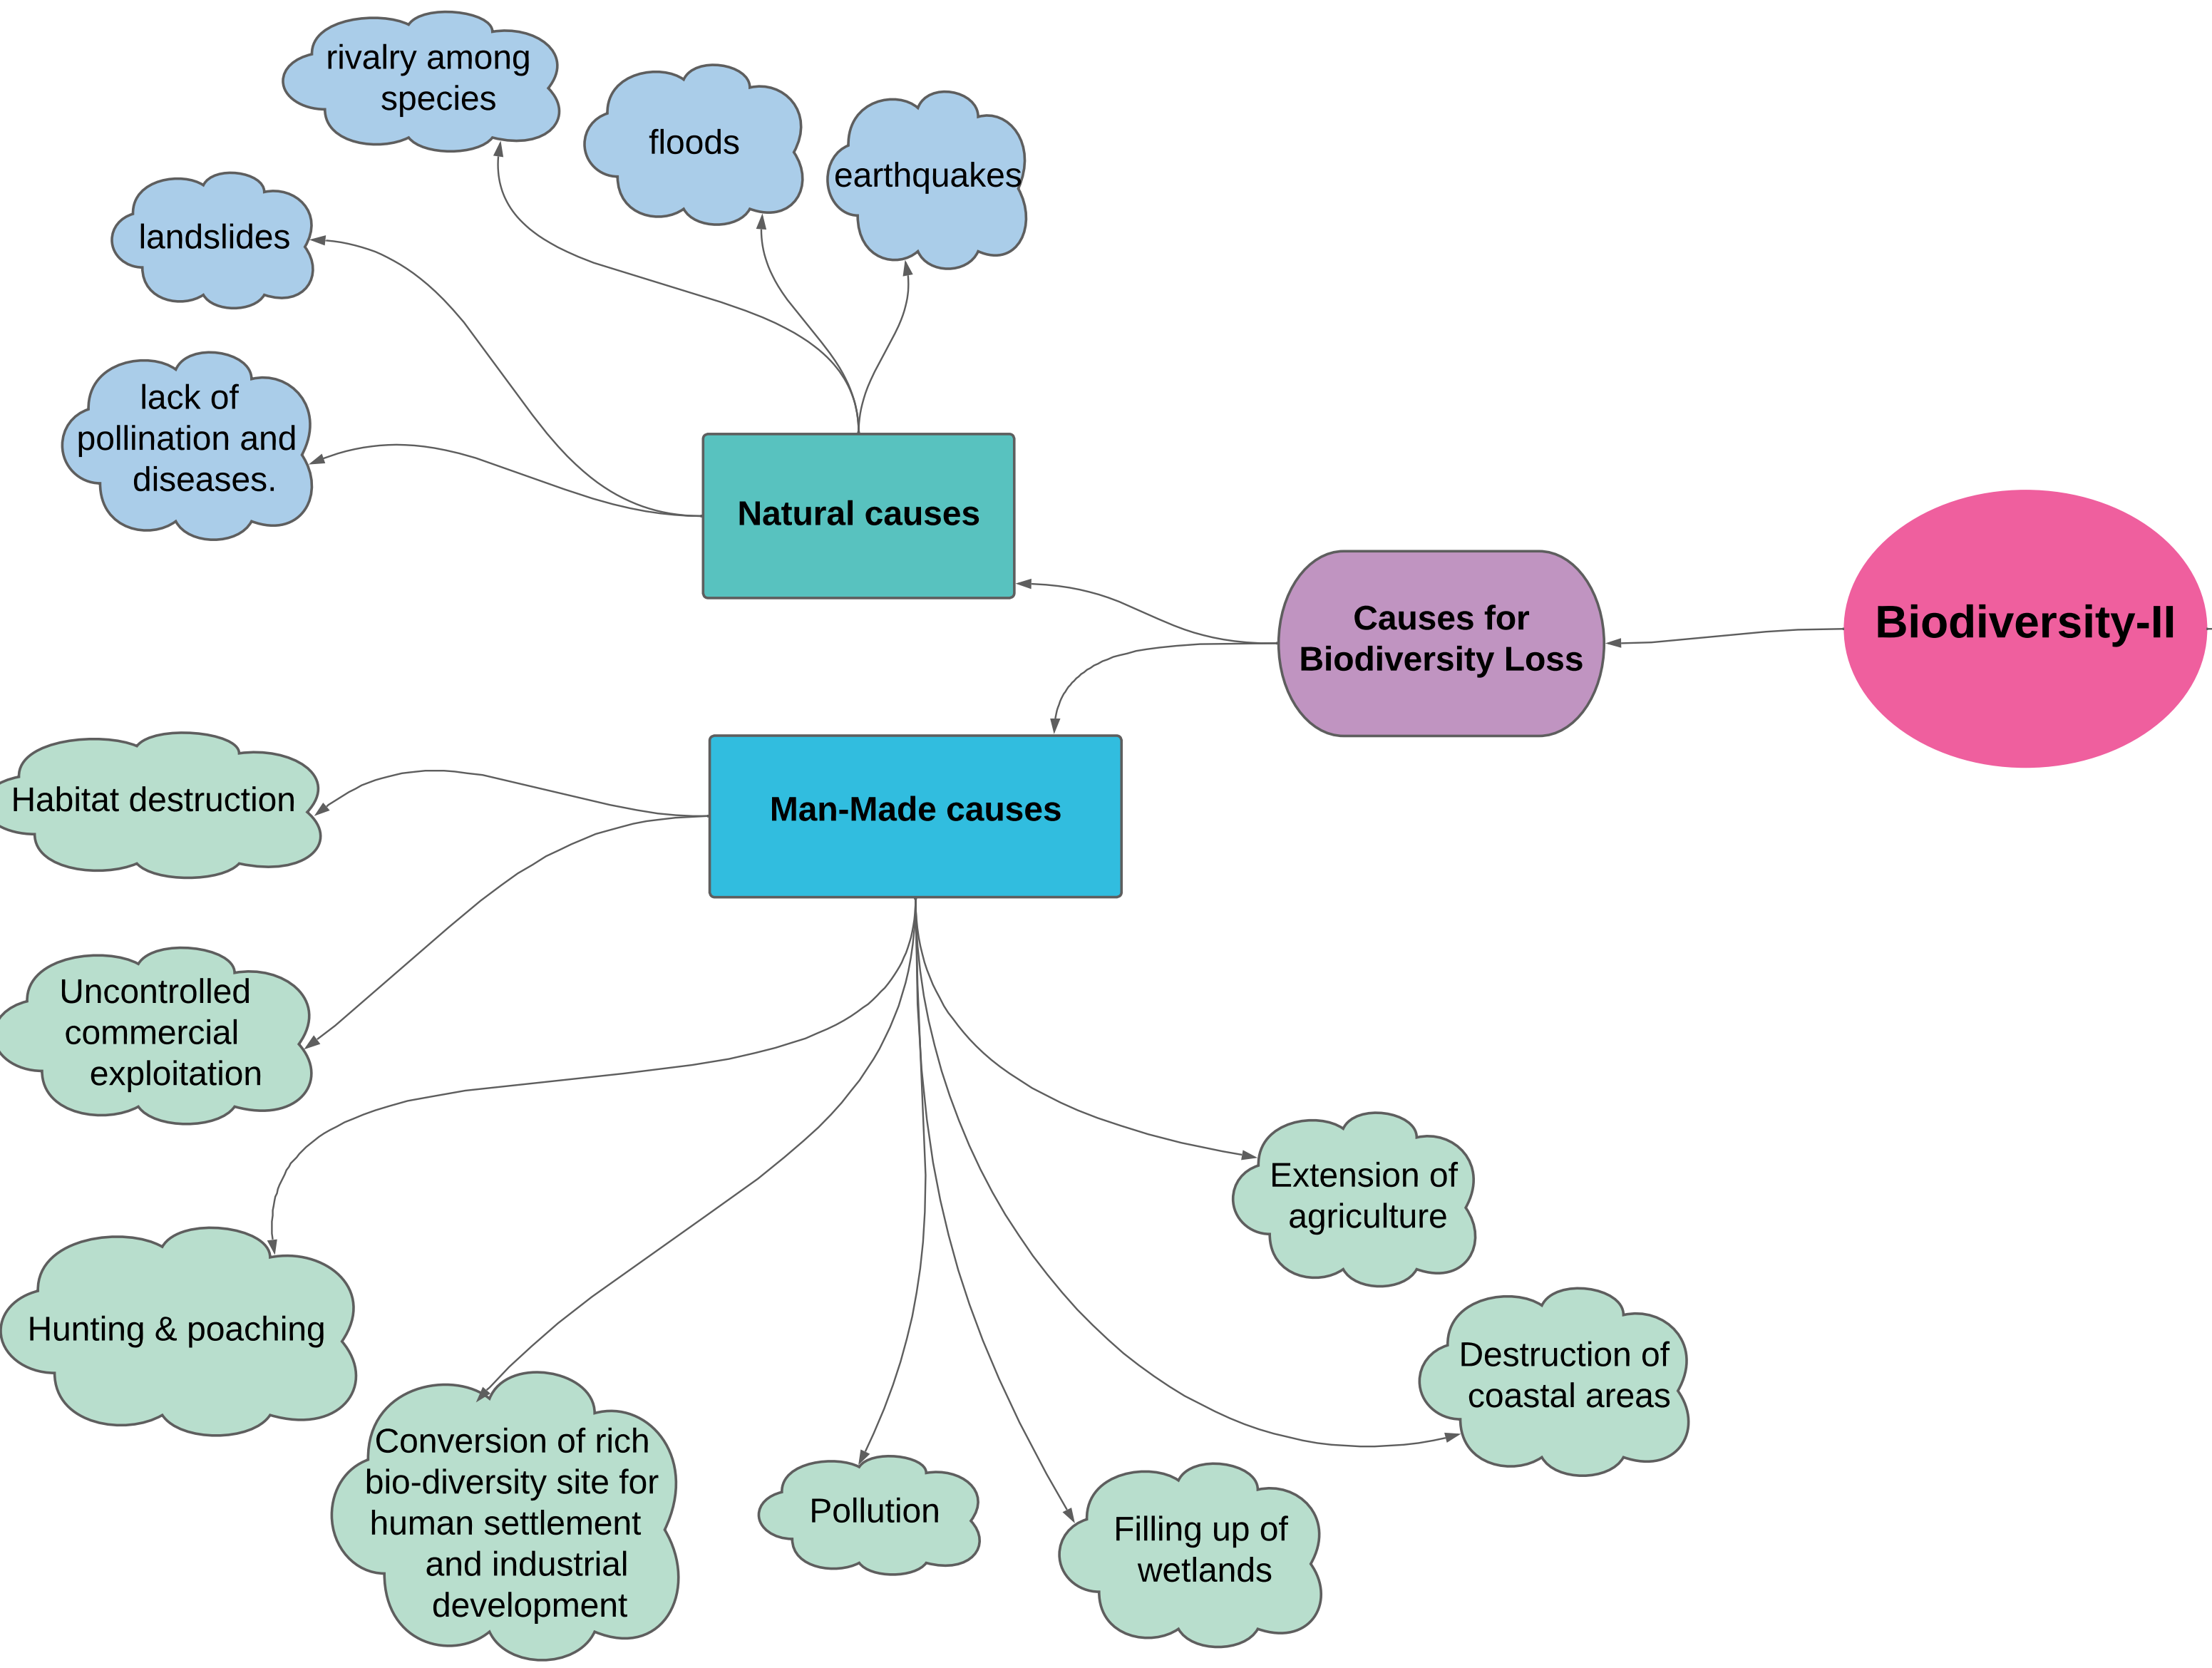 rivalry among
species
floods
earthquakes
landslides
lack of
pollination and
diseases.
Natural causes
Causes for
Biodiversity Loss
Biodiversity-II
Man-Made causes
Habitat destruction
Uncontrolled
commercial
exploitation
Hunting & poaching
Conversion of rich
bio-diversity site for
human settlement
and industrial
development
Pollution
Filling up of
wetlands
Destruction of
coastal areas
Extension of
agriculture